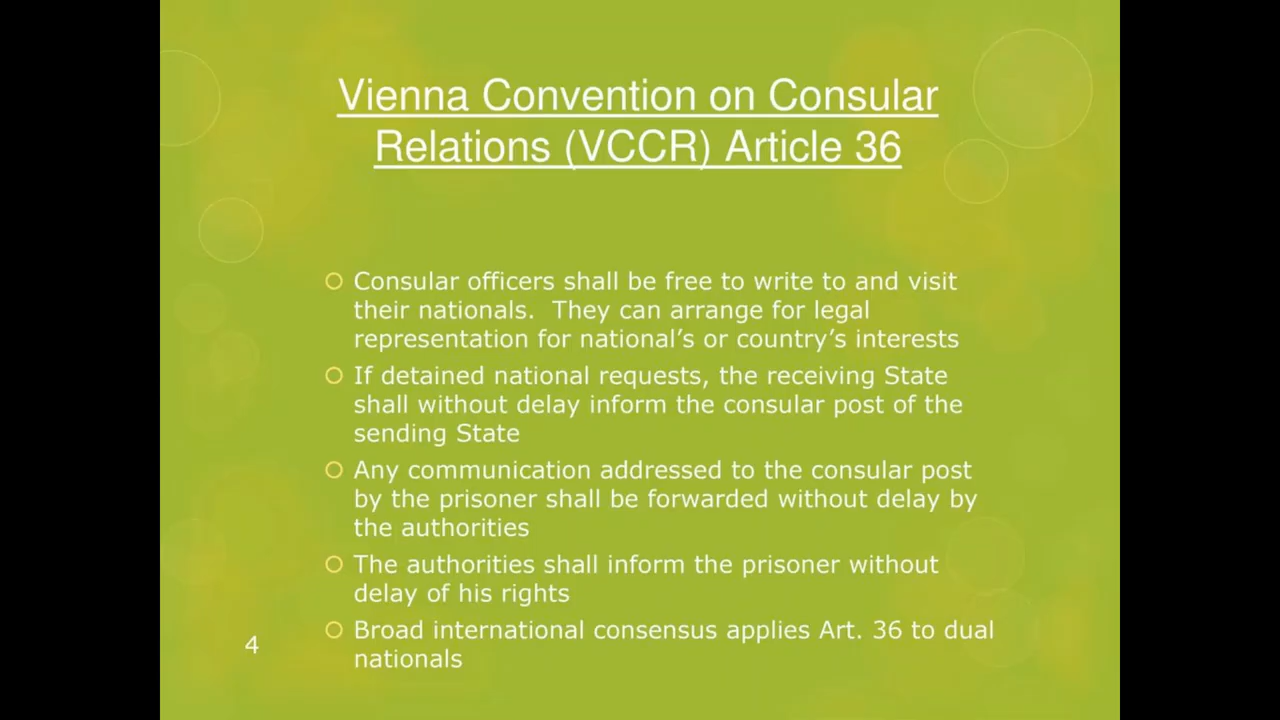 Vienna Convention on Consular
Relations (VCCR) Article 36
Consular officers shall be free to write to and visit
their nationals.  They can arrange for legal
representation for national’s or country’s interests
If detained national requests, the receiving State
shall without delay inform the consular post of the
sending State
Any communication addressed to the consular post
by the prisoner shall be forwarded without delay by
the authorities
The authorities shall inform the prisoner without
delay of his rights
Broad international consensus applies Art. 36 to dual
nationals
4